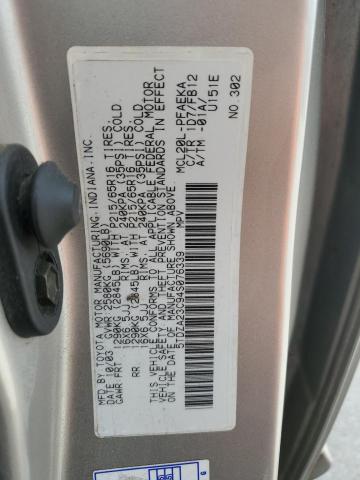 MFD. BY: TOYOTA MOTOR MANUFACTURING, INDIANA, INC.
DATE: 10/03 GVWR 2580KG (5690LB)
GAWR FRT 1290KG (2845LB) WITH P215/65R16 TIRES,
16X6.5JJ RIMS, AT 240KPA (35PSI) COLD.
RR 1290KG (2845LB) WITH P215/65R16 TIRES,
16X6.5JJ RIMS, AT 240KPA (35PSI) COLD.
THIS VEHICLE CONFORMS TO ALL APPLICABLE FEDERAL MOTOR
VEHICLE SAFETY AND THEFT PREVENTION STANDARDS IN EFFECT
ON THE DATE OF MANUFACTURE SHOWN ABOVE.
5TDZA23C94S076339 MPV
MCL20L-PFAEKA
C/TR 1D7/FB12
A/TM -01A/
U151E
NO.302